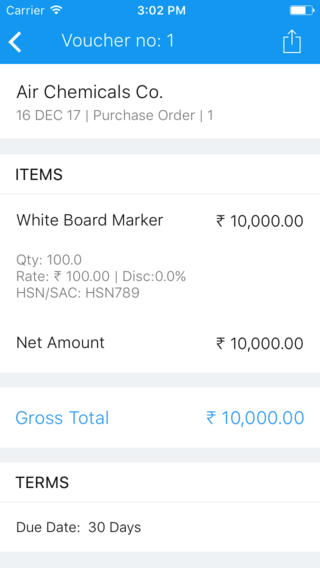 Carrier 3:02 PM
Voucher no: 1
Air Chemicals Co.
16 DEC 17 | Purchase Order | 1
ITEMS
White Board Marker ₹ 10,000.00
Qty: 100.0
Rate: ₹ 100.00 | Disc:0.0%
HSN/SAC: HSN789
Net Amount ₹ 10,000.00
Gross Total ₹ 10,000.00
TERMS
Due Date: 30 Days